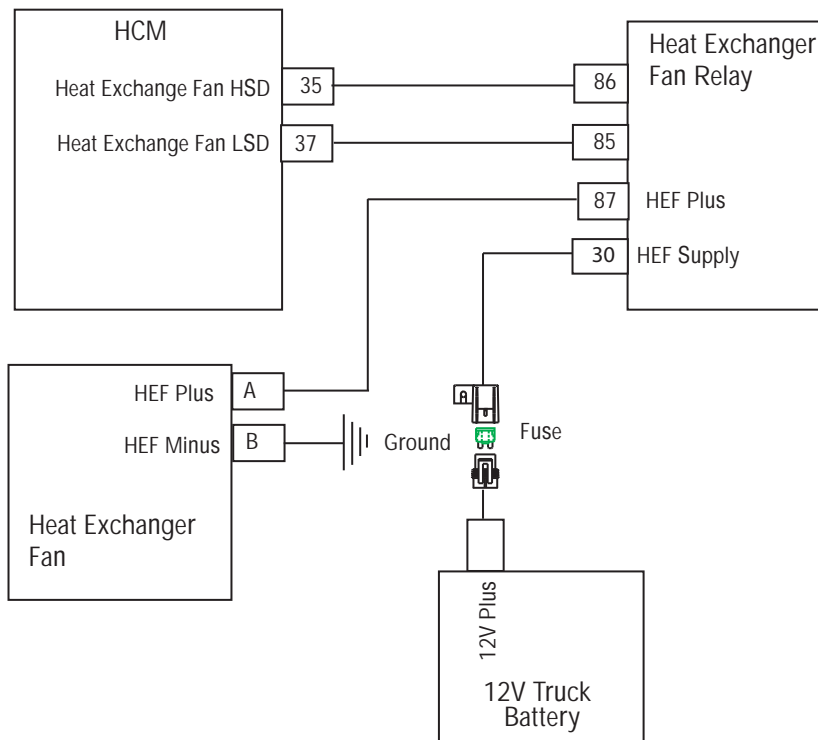 HCM
Heat Exchange Fan HSD
35
Heat Exchange Fan LSD
37
Heat Exchanger
Fan Relay
86
85
87
HEF Plus
30
HEF Supply
HEF Plus
A
HEF Minus
B
Ground
Heat Exchanger
Fan
Fuse
12V Plus
12V Truck
Battery